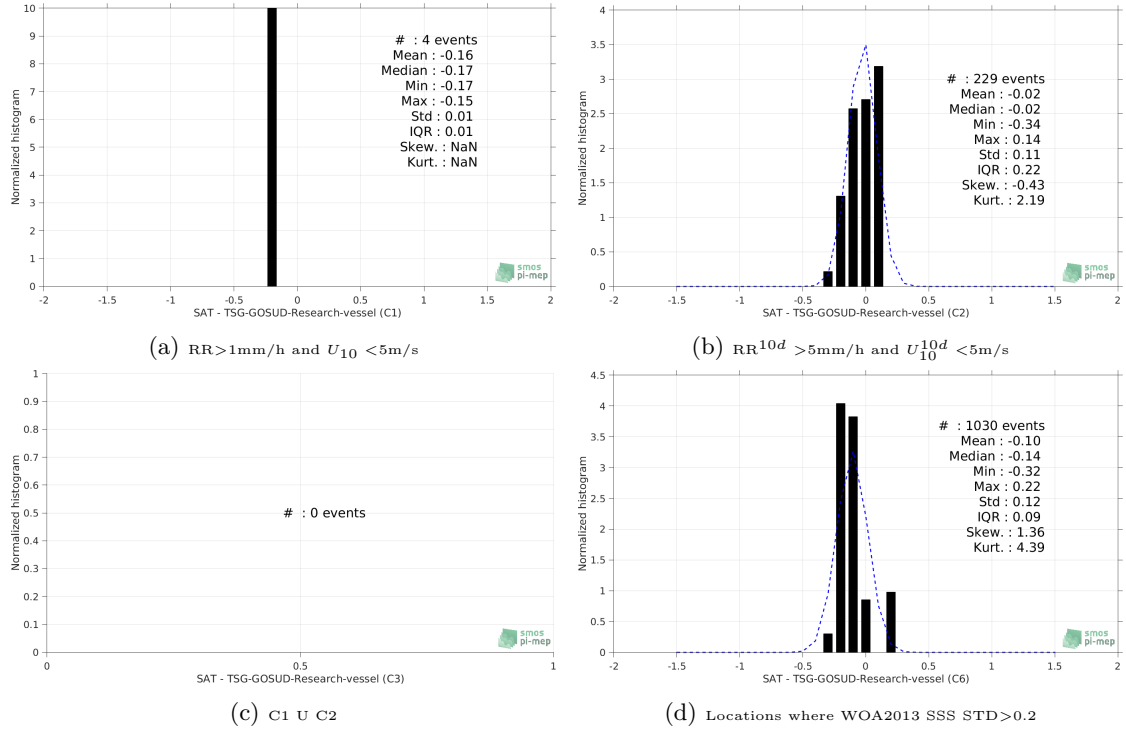 10
9
8
7
6
5
4
3
2
1
0
Normalized histogram
# : 4 events
Mean : -0.16
Median : -0.17
Min : -0.17
Max : -0.15
Std : 0.01
IQR : 0.01
Skew. : NaN
Kurt. : NaN
smos
pi-mep
-2 -1.5 -1 -0.5 0 0.5 1 1.5 2
SAT - TSG-GOSUD-Research-vessel (C1)
(a) RR>1mm/h and U10 <5m/s
4
3.5
3
2.5
2
1.5
1
0.5
0
Normalized histogram
# : 229 events
Mean : -0.02
Median : -0.02
Min : -0.34
Max : 0.14
Std : 0.11
IQR : 0.22
Skew. : -0.43
Kurt. : 2.19
smos
pi-mep
-2 -1.5 -1 -0.5 0 0.5 1 1.5 2
SAT - TSG-GOSUD-Research-vessel (C2)
(b) RR^10d >5mm/h and U10^10d <5m/s
1
0.9
0.8
0.7
0.6
0.5
0.4
0.3
0.2
0.1
0
Normalized histogram
# : 0 events
smos
pi-mep
0 0.5 1
SAT - TSG-GOSUD-Research-vessel (C3)
(c) C1 U C2
4.5
4
3.5
3
2.5
2
1.5
1
0.5
0
Normalized histogram
# : 1030 events
Mean : -0.10
Median : -0.14
Min : -0.32
Max : 0.22
Std : 0.12
IQR : 0.09
Skew. : 1.36
Kurt. : 4.39
smos
pi-mep
-2 -1.5 -1 -0.5 0 0.5 1 1.5 2
SAT - TSG-GOSUD-Research-vessel (C6)
(d) Locations where WOA2013 SSS STD>0.2